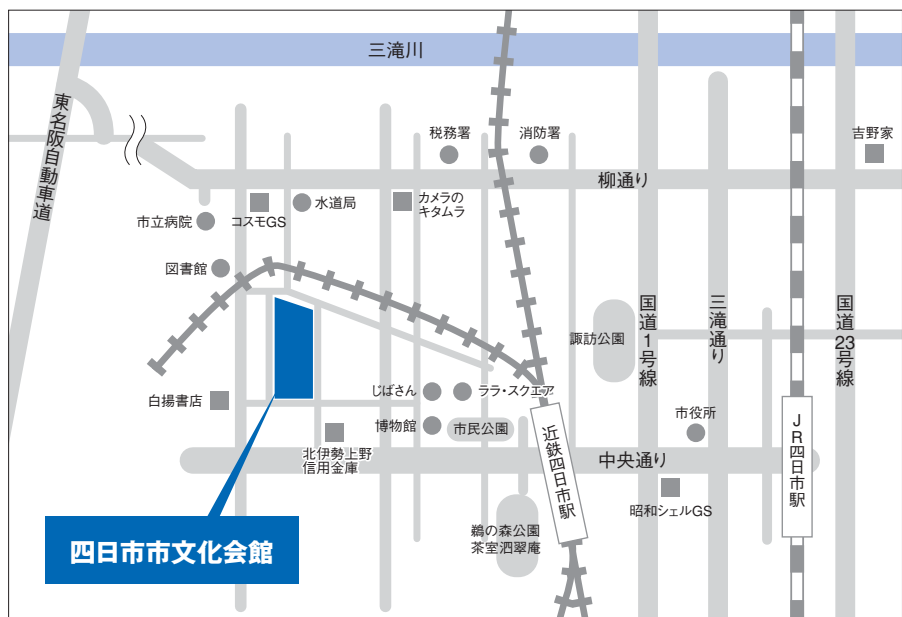 三滝川
東名阪自動車道
税務署
消防署
吉野家
柳通り
市立病院
コスモGS
水道局
カメラの
キタムラ
図書館
諏訪公園
国道1号線
三滝通り
国道23号線
白揚書店
じばさん
ララ・スクエア
博物館
市民公園
市役所
北伊勢上野
信用金庫
近鉄四日市駅
中央通り
JR四日市駅
昭和シェルGS
鵜の森公園
茶室泗翠庵
四日市市文化会館